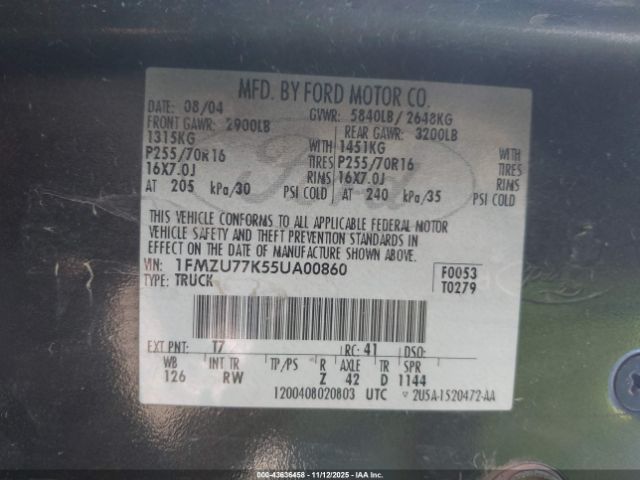 MFD. BY FORD MOTOR CO.
DATE: 08/04 GVWR: 5840LB/ 2648KG
FRONT GAWR: 2900LB REAR GAWR: 3200LB
1315KG WITH 1451KG WITH
P255/70R16 TIRES P255/70R16 TIRES
16X7.0J RIMS 16X7.0J RIMS
AT 205 kPa/30 PSI COLD AT 240 kPa/35 PSI COLD
THIS VEHICLE CONFORMS TO ALL APPLICABLE FEDERAL MOTOR
VEHICLE SAFETY AND THEFT PREVENTION STANDARDS IN
EFFECT ON THE DATE OF MANUFACTURE SHOWN ABOVE.
VIN: 1FMZU77K55UA00860 F0053
TYPE: TRUCK T0279
EXT PNT: T7 RC: 41 DSO:
WB INT TR TP/PS R AXLE TR SPR
126 RW Z 42 D 1144
1200408020803 UTC 2U5A-1520472-AA
Ford
00-43636458 - 11/12/2025 - IAA Inc.